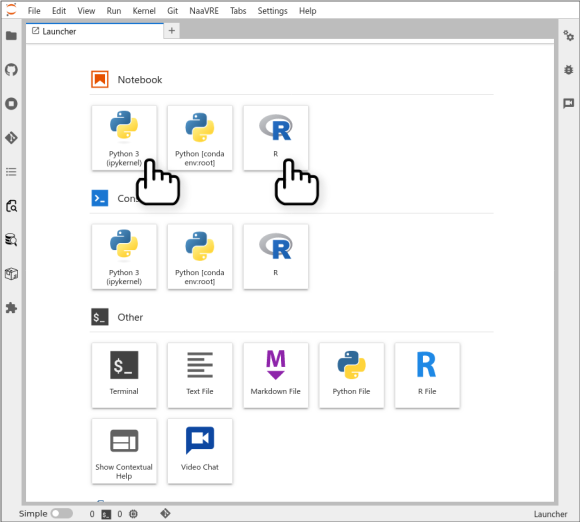 File Edit View Run Kernel Git NaaVRE Tabs Settings Help
Launcher
Notebook
Python 3
(ipykernel)
Python [conda
env:root]
R
Cons
Python 3
(ipykernel)
Python [conda
env:root]
R
$_ Other
$_
Terminal
Text File
M
Markdown File
Python File
R
R File
Show Contextual
Help
Video Chat
Simple 0 $_ 0 Launcher